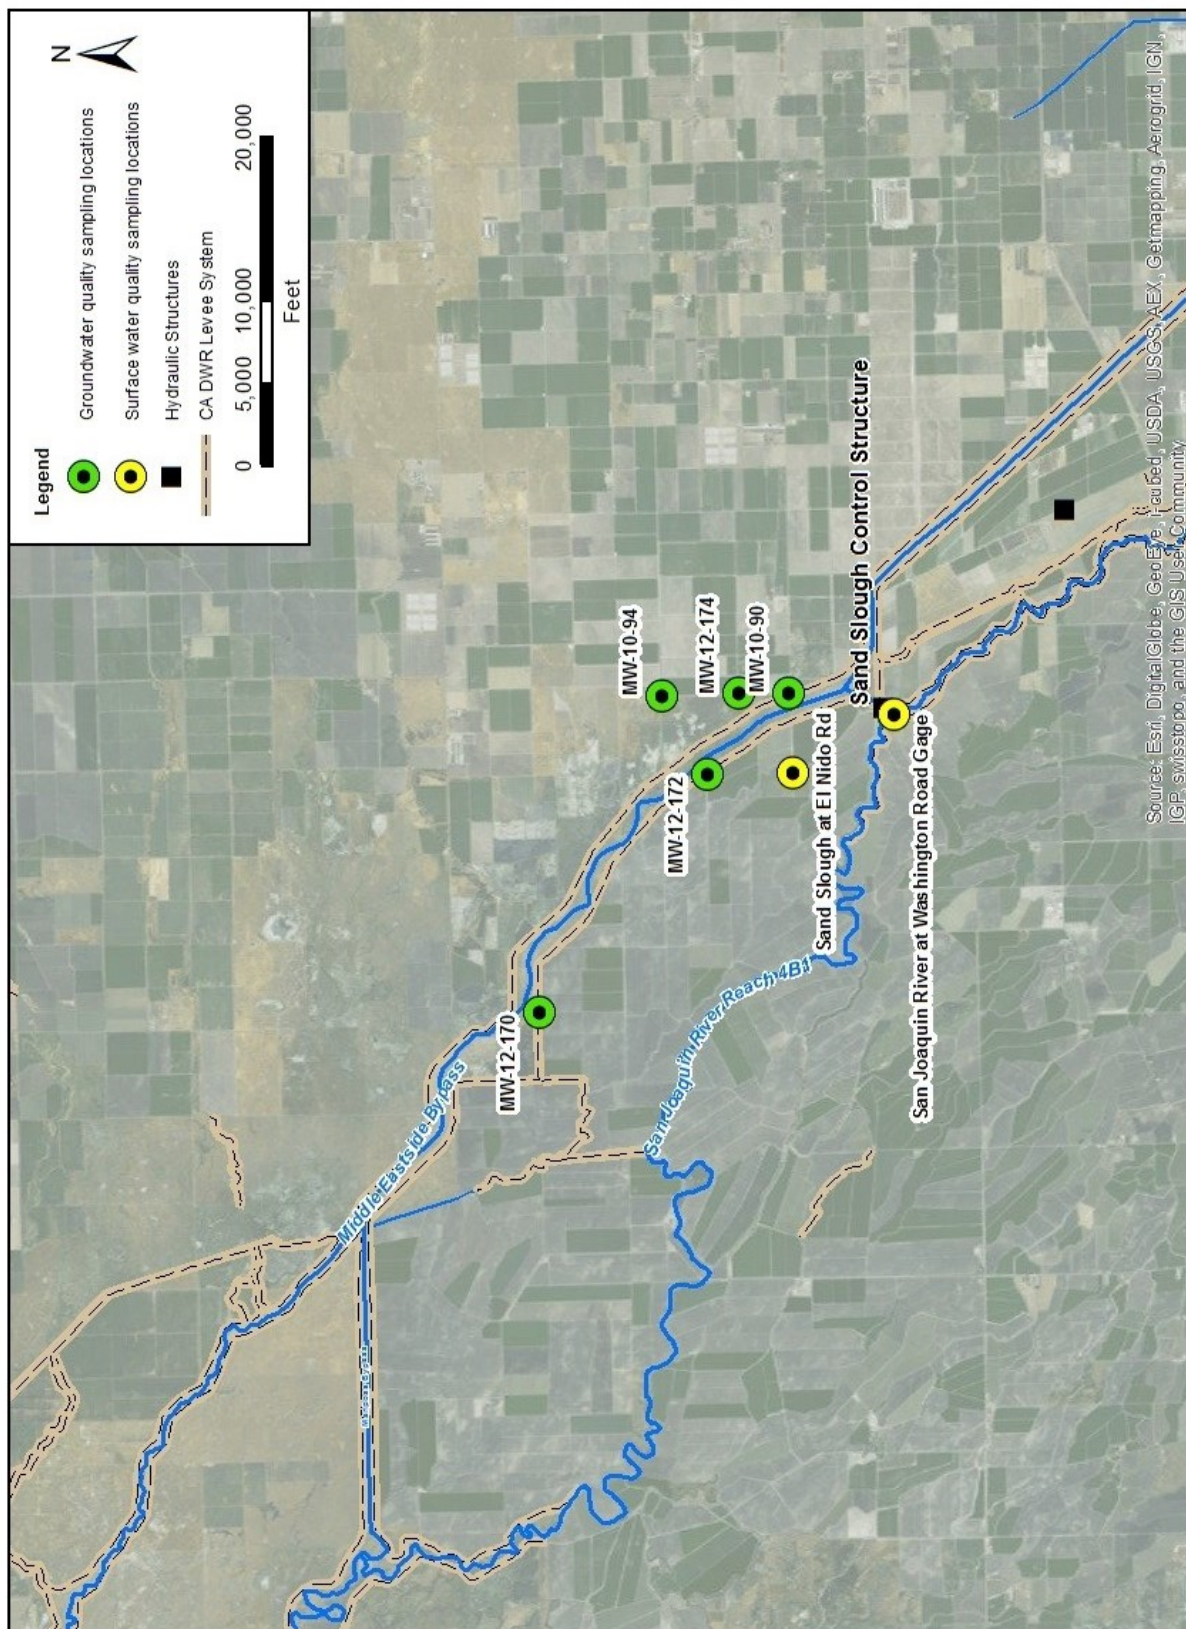 Legend
Groundwater quality sampling locations
Surface water quality sampling locations
Hydraulic Structures
CA DWR Levee System
N
0 5,000 10,000 20,000
Feet
Middle Eastside Bypass
Mariposa Bypass
MW-12-170
MW-10-94
MW-12-174
MW-10-90
MW-12-172
San Joaquin River Reach 4B1
Sand Slough at El Nido Rd
Sand Slough Control Structure
San Joaquin River at Washington Road Gage
Source: Esri, DigitalGlobe, GeoEye, i-cubed, USDA, USGS, AEX, Getmapping, Aerogrid, IGN,
IGP, swisstopo, and the GIS User Community